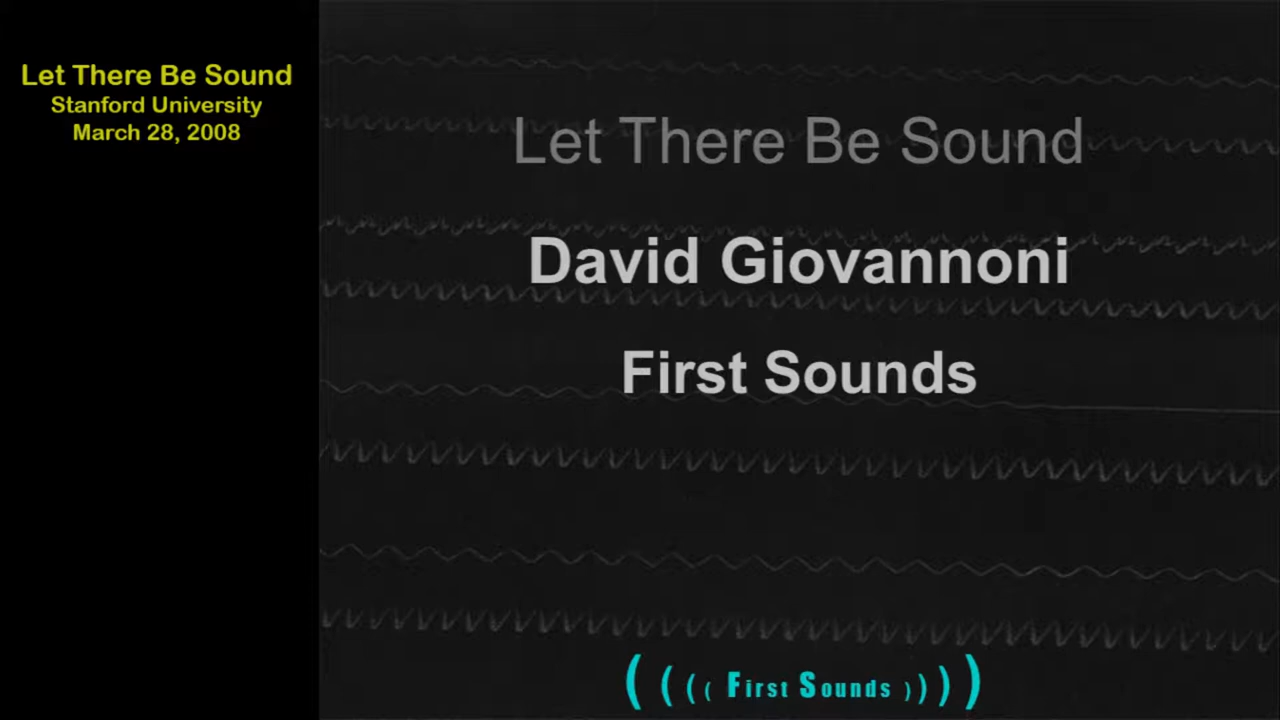 Let There Be Sound
Stanford University
March 28, 2008
Let There Be Sound
David Giovannoni
First Sounds
( ( ( ( First Sounds ) ) ) )